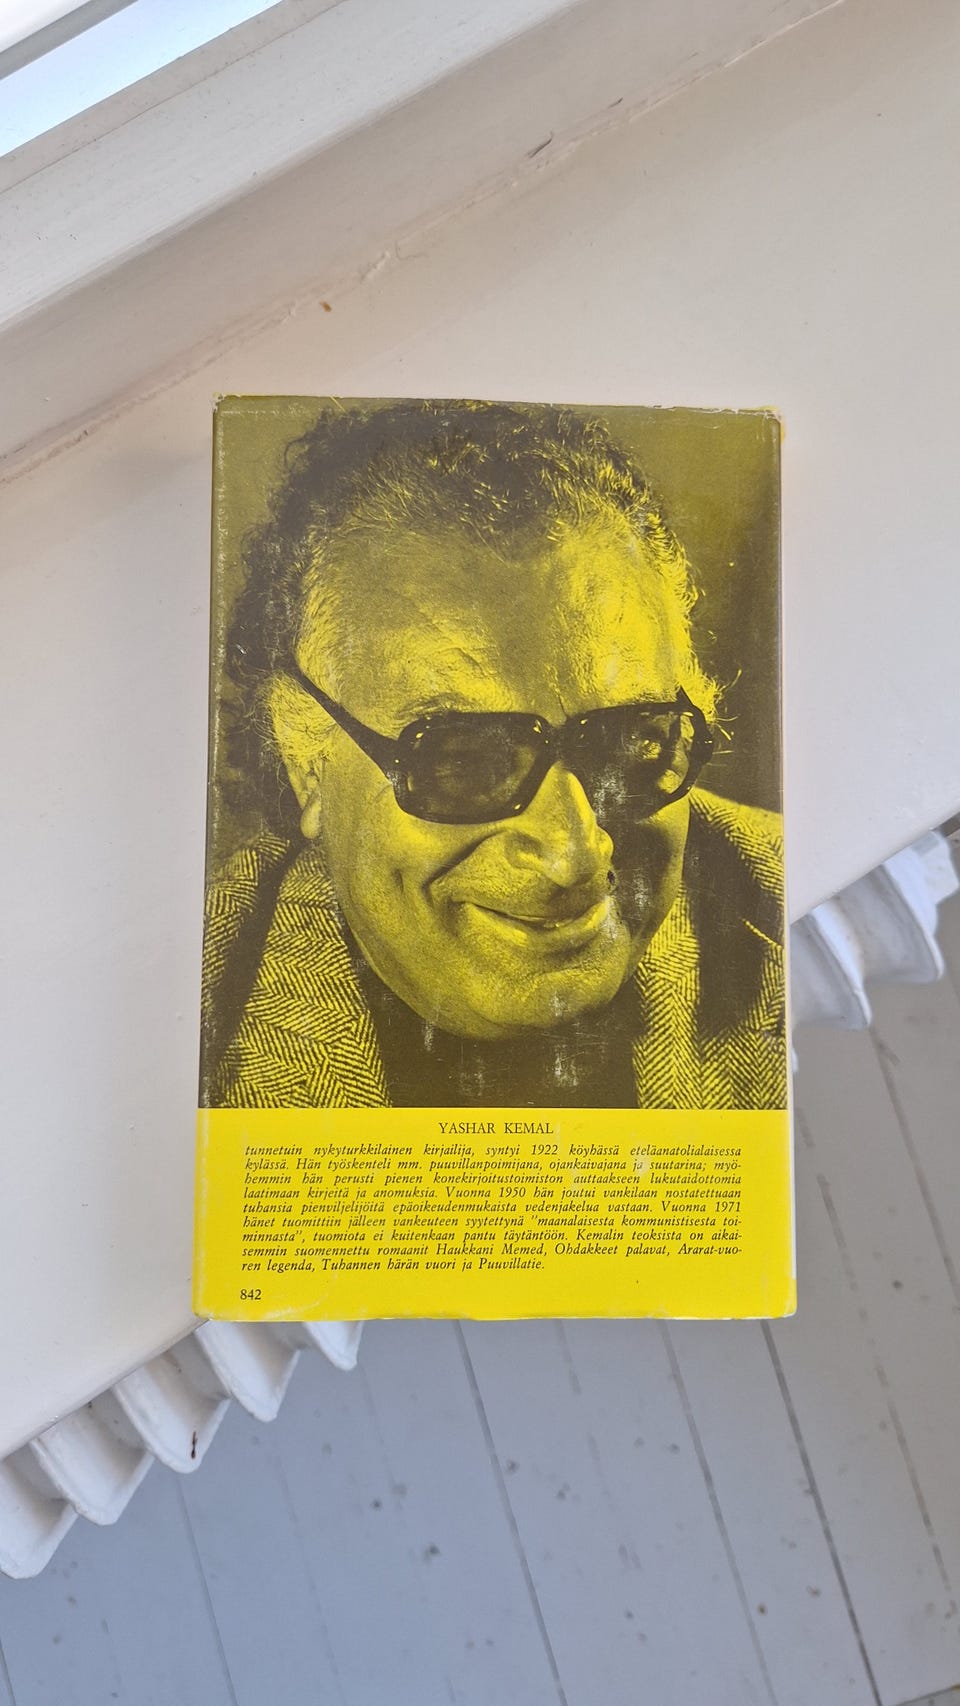 YASHAR KEMAL
tunnetuin nykyturkkilainen kirjailija, syntyi 1922 köyhässä eteläanatolialaisessa
kylässä. Hän työskenteli mm. puuvillanpoimijana, ojankaivajana ja suutarina; myö-
hemmin hän perusti pienen konekirjoitustoimiston auttaakseen lukutaidottomia
laatimaan kirjeitä ja anomuksia. Vuonna 1950 hän joutui vankilaan nostatettuaan
tuhansia pienviljelijöitä epäoikeudenmukaista vedenjakelua vastaan. Vuonna 1971
hänet tuomittiin jälleen vankeuteen syytettynä "maanalaisesta kommunistisesta toi-
minnasta", tuomiota ei kuitenkaan pantu täytäntöön. Kemalin teoksista on aikai-
semmin suomennettu romaanit Haukkani Memed, Ohdakkeet palavat, Ararat-vuo-
ren legenda, Tuhannen härän vuori ja Puuvillatie.
842